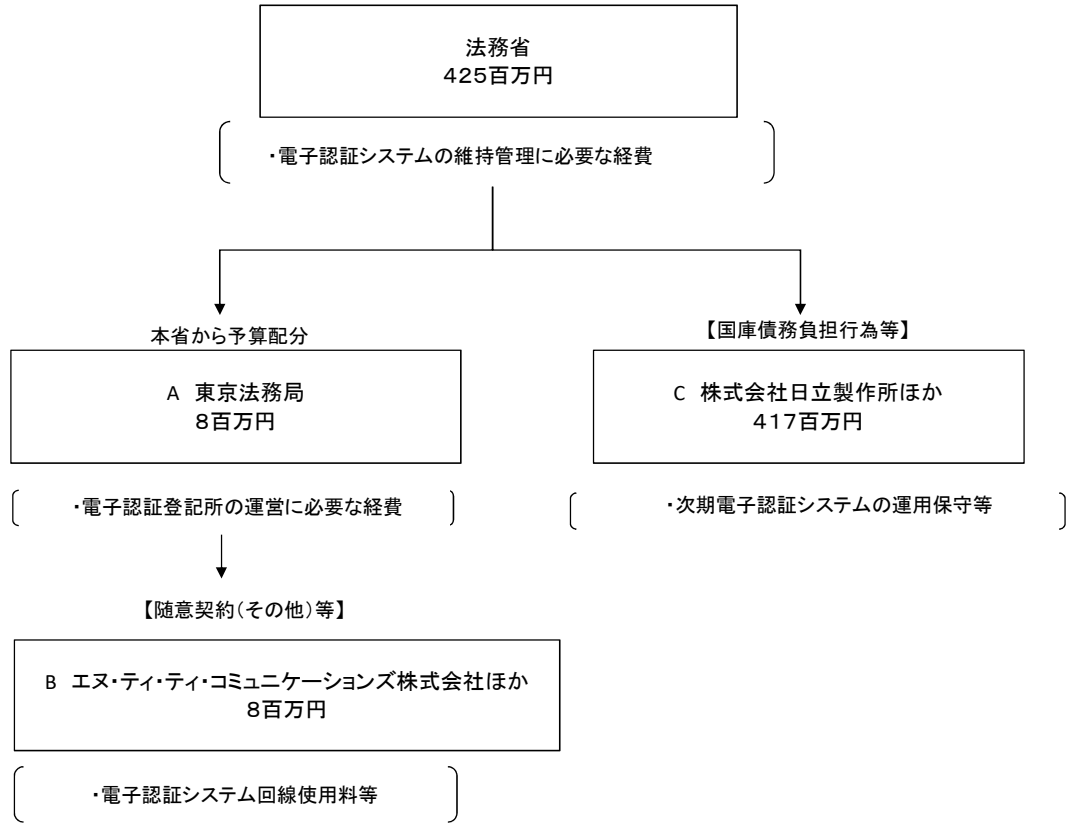 法務省
４２５百万円
・電子認証システムの維持管理に必要な経費
本省から予算配分
A 東京法務局
８百万円
・電子認証登記所の運営に必要な経費
【随意契約（その他）等】
B エヌ・ティ・ティ・コミュニケーションズ株式会社ほか
８百万円
・電子認証システム回線使用料等
【国庫債務負担行為等】
C 株式会社日立製作所ほか
４１７百万円
・次期電子認証システムの運用保守等